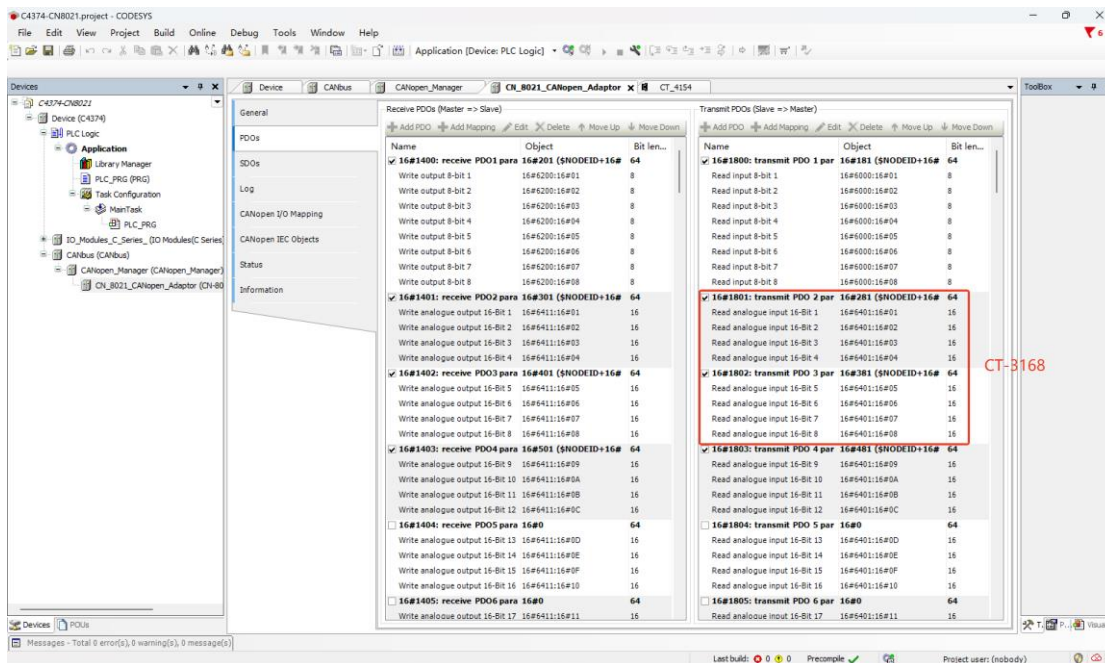 C4374-CN8021.project - CODESYS
File Edit View Project Build Online Debug Tools Window Help
6
Application [Device: PLC Logic]
Devices
Device
CANbus
CANopen_Manager
CN_8021_CANopen_Adaptor
CT_4154
ToolBox
C4374-CN8021
Device (C4374)
PLC Logic
Application
Library Manager
PLC_PRG (PRG)
Task Configuration
MainTask
PLC_PRG
IO_Modules_C_Series_ (IO Modules(C Series
CANbus (CANbus)
CANopen_Manager (CANopen_Manager)
CN_8021_CANopen_Adaptor (CN-80
General
PDOs
SDOs
Log
CANopen I/O Mapping
CANopen IEC Objects
Status
Information
Receive PDOs (Master => Slave)
Add PDO Add Mapping Edit Delete Move Up Move Down
Name Object Bit len...
16#1400: receive PDO1 para 16#201 ($NODEID+16# 64
Write output 8-bit 1 16#6200:16#01 8
Write output 8-bit 2 16#6200:16#02 8
Write output 8-bit 3 16#6200:16#03 8
Write output 8-bit 4 16#6200:16#04 8
Write output 8-bit 5 16#6200:16#05 8
Write output 8-bit 6 16#6200:16#06 8
Write output 8-bit 7 16#6200:16#07 8
Write output 8-bit 8 16#6200:16#08 8
16#1401: receive PDO2 para 16#301 ($NODEID+16# 64
Write analogue output 16-Bit 1 16#6411:16#01 16
Write analogue output 16-Bit 2 16#6411:16#02 16
Write analogue output 16-Bit 3 16#6411:16#03 16
Write analogue output 16-Bit 4 16#6411:16#04 16
16#1402: receive PDO3 para 16#401 ($NODEID+16# 64
Write analogue output 16-Bit 5 16#6411:16#05 16
Write analogue output 16-Bit 6 16#6411:16#06 16
Write analogue output 16-Bit 7 16#6411:16#07 16
Write analogue output 16-Bit 8 16#6411:16#08 16
16#1403: receive PDO4 para 16#501 ($NODEID+16# 64
Write analogue output 16-Bit 9 16#6411:16#09 16
Write analogue output 16-Bit 10 16#6411:16#0A 16
Write analogue output 16-Bit 11 16#6411:16#0B 16
Write analogue output 16-Bit 12 16#6411:16#0C 16
16#1404: receive PDO5 para 16#0 64
Write analogue output 16-Bit 13 16#6411:16#0D 16
Write analogue output 16-Bit 14 16#6411:16#0E 16
Write analogue output 16-Bit 15 16#6411:16#0F 16
Write analogue output 16-Bit 16 16#6411:16#10 16
16#1405: receive PDO6 para 16#0 64
Write analogue output 16-Bit 17 16#6411:16#11 16
Transmit PDOs (Slave => Master)
Add PDO Add Mapping Edit Delete Move Up Move Down
Name Object Bit len...
16#1800: transmit PDO 1 par 16#181 ($NODEID+16# 64
Read input 8-bit 1 16#6000:16#01 8
Read input 8-bit 2 16#6000:16#02 8
Read input 8-bit 3 16#6000:16#03 8
Read input 8-bit 4 16#6000:16#04 8
Read input 8-bit 5 16#6000:16#05 8
Read input 8-bit 6 16#6000:16#06 8
Read input 8-bit 7 16#6000:16#07 8
Read input 8-bit 8 16#6000:16#08 8
16#1801: transmit PDO 2 par 16#281 ($NODEID+16# 64
Read analogue input 16-Bit 1 16#6401:16#01 16
Read analogue input 16-Bit 2 16#6401:16#02 16
Read analogue input 16-Bit 3 16#6401:16#03 16
Read analogue input 16-Bit 4 16#6401:16#04 16
16#1802: transmit PDO 3 par 16#381 ($NODEID+16# 64
Read analogue input 16-Bit 5 16#6401:16#05 16
Read analogue input 16-Bit 6 16#6401:16#06 16
Read analogue input 16-Bit 7 16#6401:16#07 16
Read analogue input 16-Bit 8 16#6401:16#08 16
16#1803: transmit PDO 4 par 16#481 ($NODEID+16# 64
Read analogue input 16-Bit 9 16#6401:16#09 16
Read analogue input 16-Bit 10 16#6401:16#0A 16
Read analogue input 16-Bit 11 16#6401:16#0B 16
Read analogue input 16-Bit 12 16#6401:16#0C 16
16#1804: transmit PDO 5 par 16#0 64
Read analogue input 16-Bit 13 16#6401:16#0D 16
Read analogue input 16-Bit 14 16#6401:16#0E 16
Read analogue input 16-Bit 15 16#6401:16#0F 16
Read analogue input 16-Bit 16 16#6401:16#10 16
16#1805: transmit PDO 6 par 16#0 64
Read analogue input 16-Bit 17 16#6401:16#11 16
CT-3168
Devices POUs
T... P... Visua
Messages - Total 0 error(s), 0 warning(s), 0 message(s)
Last build: 0 0 Precompile Project user: (nobody)